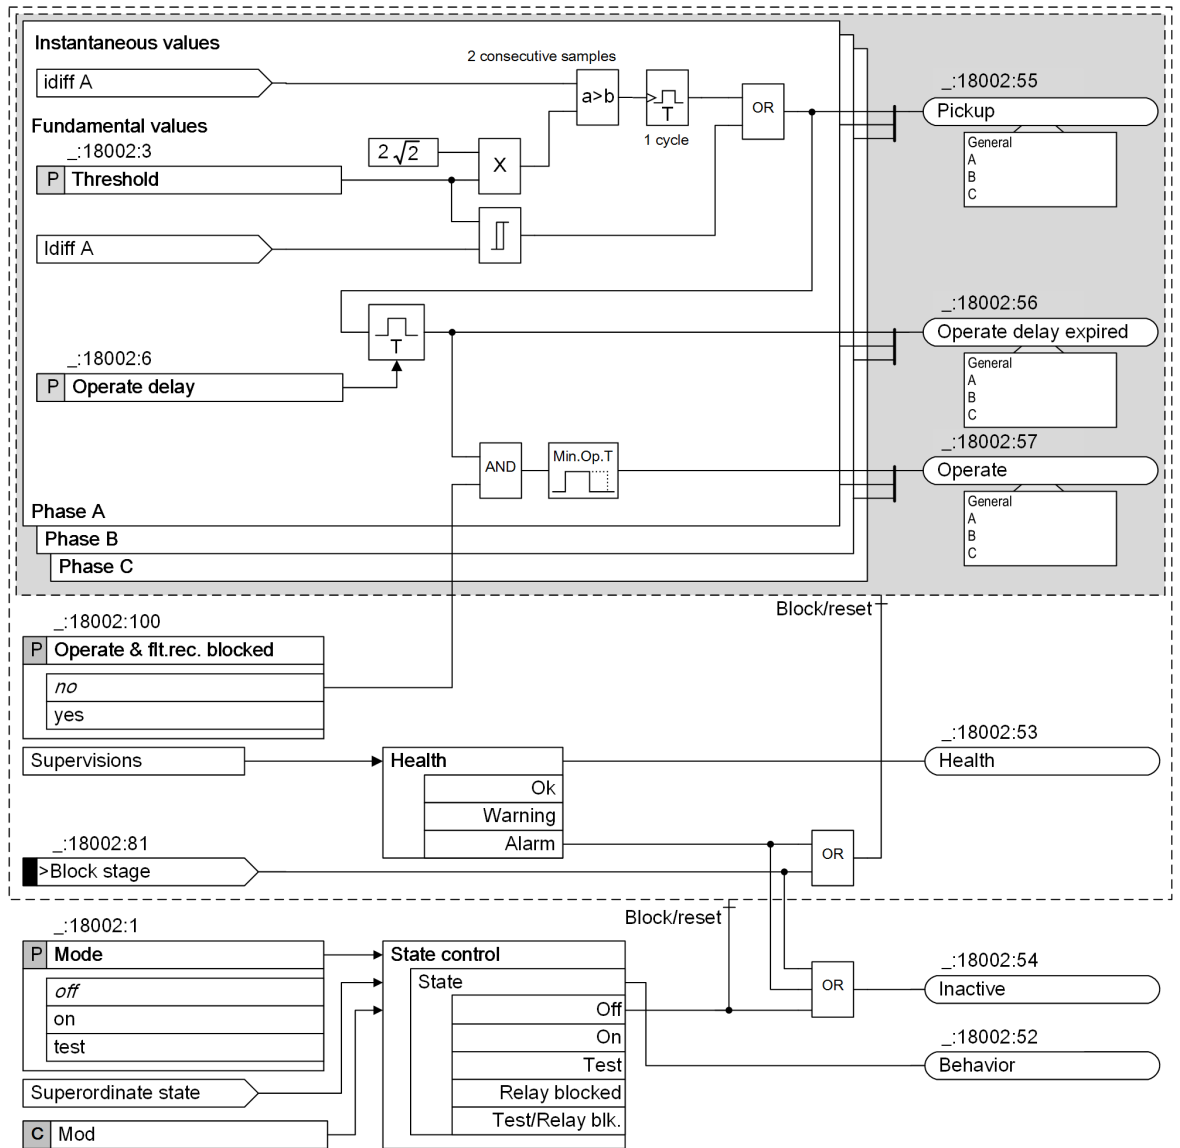 Instantaneous values
2 consecutive samples
_:18002:55
idiff A
a>b
T
1 cycle
OR
Pickup
General
A
B
C
Fundamental values
_:18002:3
2√2
X
P Threshold
Idiff A
_:18002:56
T
Operate delay expired
General
A
B
C
_:18002:6
P Operate delay
_:18002:57
AND
Min.Op.T
Operate
General
A
B
C
Phase A
Phase B
Phase C
Block/reset
_:18002:100
P Operate & flt.rec. blocked
no
yes
_:18002:53
Supervisions
Health
Ok
Warning
Alarm
Health
_:18002:81
>Block stage
OR
Block/reset
_:18002:1
P Mode
off
on
test
Superordinate state
C Mod
State control
State
Off
On
Test
Relay blocked
Test/Relay blk.
OR
_:18002:54
Inactive
_:18002:52
Behavior